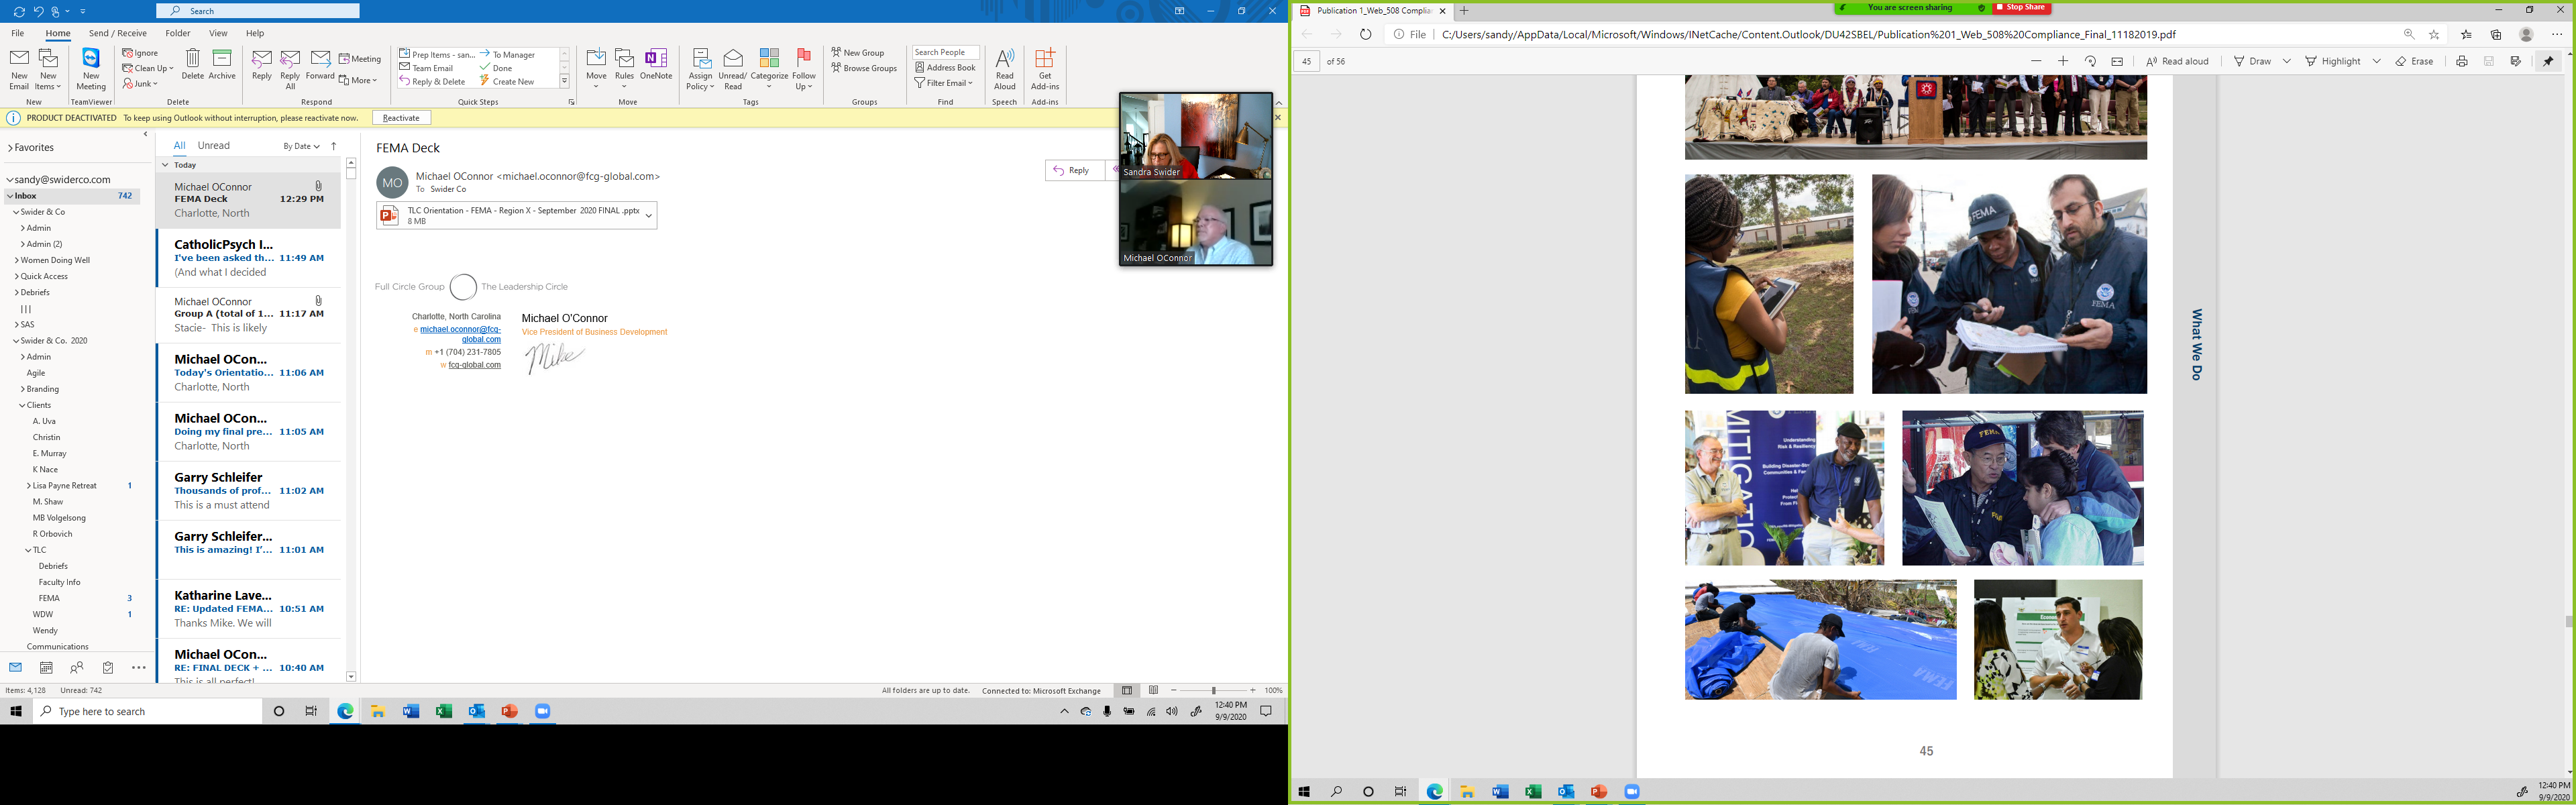 Search
File Home Send / Receive Folder View Help
New Email
New Items
New Meeting
Ignore
Clean Up
Junk
Delete
Archive
Reply
Reply All
Forward
Meeting
More
Prep Items - san...
Team Email
Reply & Delete
To Manager
Done
Create New
Move
Rules
OneNote
Assign Policy
Unread/ Read
Categorize
Follow Up
New Group
Browse Groups
Search People
Address Book
Filter Email
Read Aloud
Get Add-ins
New TeamViewer Delete Respond Quick Steps Move Tags Groups Find Speech Add-ins
PRODUCT DEACTIVATED To keep using Outlook without interruption, please reactivate now. Reactivate
Favorites
sandy@swiderco.com
Inbox 742
Swider & Co
Admin
Admin (2)
Women Doing Well
Quick Access
Debriefs
|||
SAS
Swider & Co. 2020
Admin
Agile
Branding
Clients
A. Uva
Christin
E. Murray
K Nace
Lisa Payne Retreat 1
M. Shaw
MB Volgelsong
R Orbovich
TLC
Debriefs
Faculty Info
FEMA 3
WDW 1
Wendy
Communications
All Unread By Date
Today
Michael OConnor
FEMA Deck 12:29 PM
Charlotte, North
CatholicPsych I...
I've been asked th... 11:49 AM
(And what I decided
Michael OConnor
Group A (total of 1... 11:17 AM
Stacie- This is likely
Michael OCon...
Today's Orientatio... 11:06 AM
Charlotte, North
Michael OCon...
Doing my final pre... 11:05 AM
Charlotte, North
Garry Schleifer
Thousands of prof... 11:02 AM
This is a must attend
Garry Schleifer...
This is amazing! I'... 11:01 AM
Katharine Lave...
RE: Updated FEMA... 10:51 AM
Thanks Mike. We will
Michael OCon...
RE: FINAL DECK + ... 10:40 AM
This is all perfect!
FEMA Deck
MO
Michael OConnor <michael.oconnor@fcg-global.com>
To Swider Co
Reply
TLC Orientation - FEMA - Region X - September 2020 FINAL .pptx
8 MB
Sandra Swider
Michael OConnor
Full Circle Group The Leadership Circle
Charlotte, North Carolina
e michael.oconnor@fcg-
global.com
m +1 (704) 231-7805
w fcg-global.com
Michael O'Connor
Vice President of Business Development
Mike
Items: 4,128 Unread: 742
All folders are up to date. Connected to: Microsoft Exchange 100%
Type here to search
12:40 PM
9/9/2020
Publication 1_Web_508 Complian
You are screen sharing Stop Share
File C:/Users/sandy/AppData/Local/Microsoft/Windows/INetCache/Content.Outlook/DU42SBEL/Publication%201_Web_508%20Compliance_Final_11182019.pdf
45 of 56
Read aloud Draw Highlight Erase
FEMA
FEMA
MITIGATIO
Understanding
Risk & Resiliency
Building Disaster-
Communities &
FEMA
FEMA
Econom
What We Do
45
12:40 PM
9/9/2020